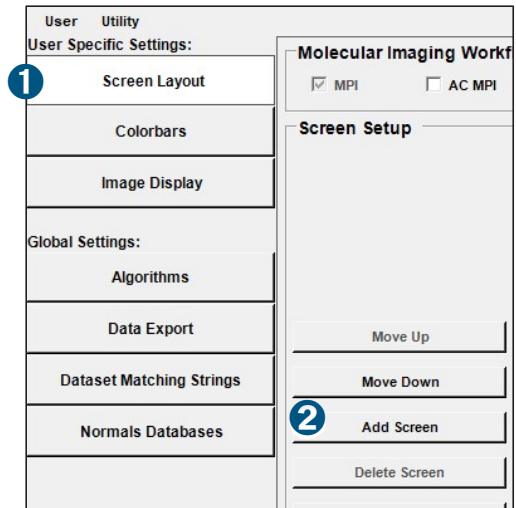 User Utility
User Specific Settings:
1 Screen Layout
Colorbars
Image Display
Global Settings:
Algorithms
Data Export
Dataset Matching Strings
Normals Databases
Molecular Imaging Workf
MPI AC MPI
Screen Setup
Move Up
Move Down
2 Add Screen
Delete Screen